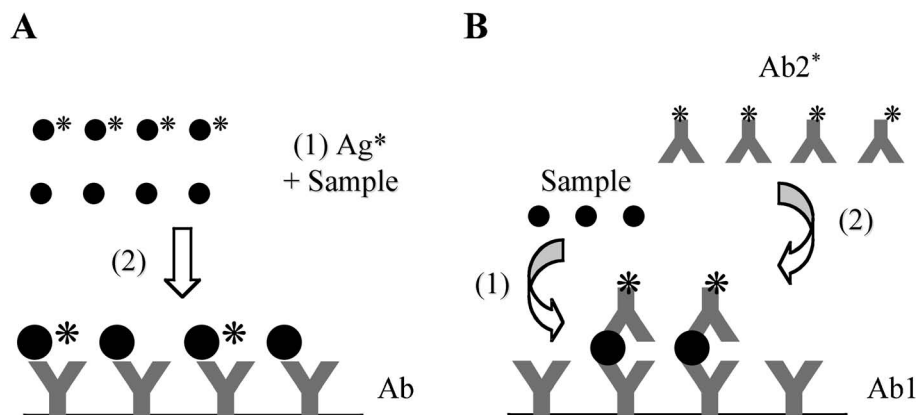 A
(1) Ag*
+ Sample
(2)
Ab
B
Ab2*
Sample
(2)
(1)
Ab1